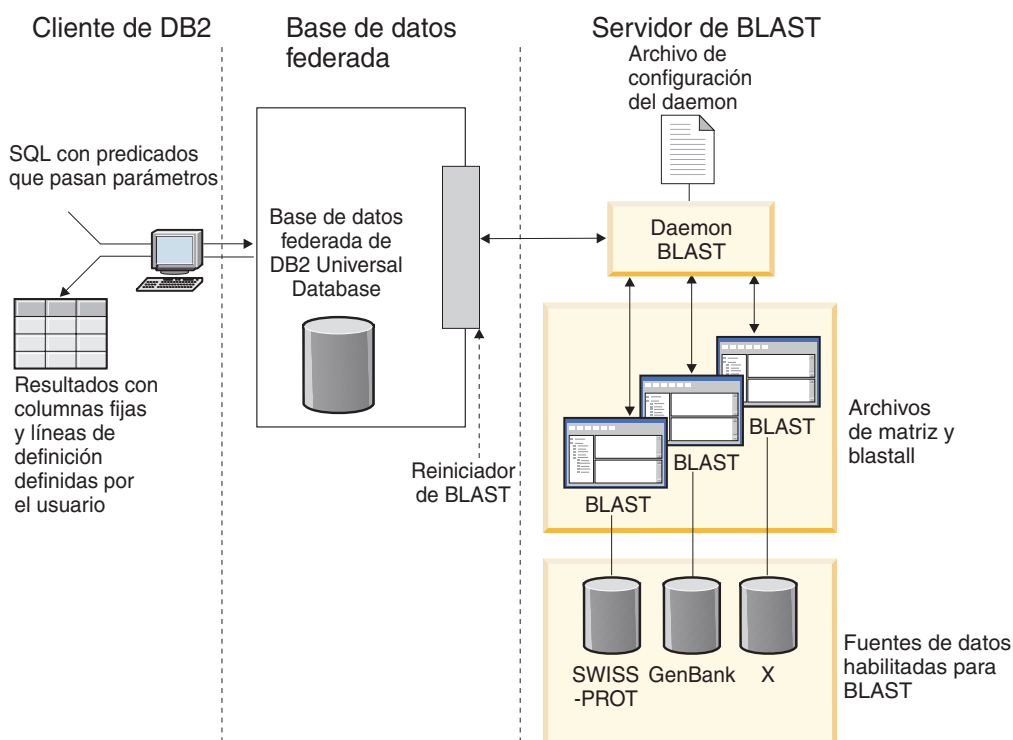 Cliente de DB2
Base de datos
federada
Servidor de BLAST
Archivo de
configuración
del daemon
SQL con predicados
que pasan parámetros
Base de datos
federada de
DB2 Universal
Database
Daemon
BLAST
Resultados con
columnas fijas
y líneas de
definición
definidas por
el usuario
Reiniciador
de BLAST
BLAST
BLAST
BLAST
Archivos
de matriz y
blastall
SWISS
-PROT
GenBank
X
Fuentes de datos
habilitadas para
BLAST